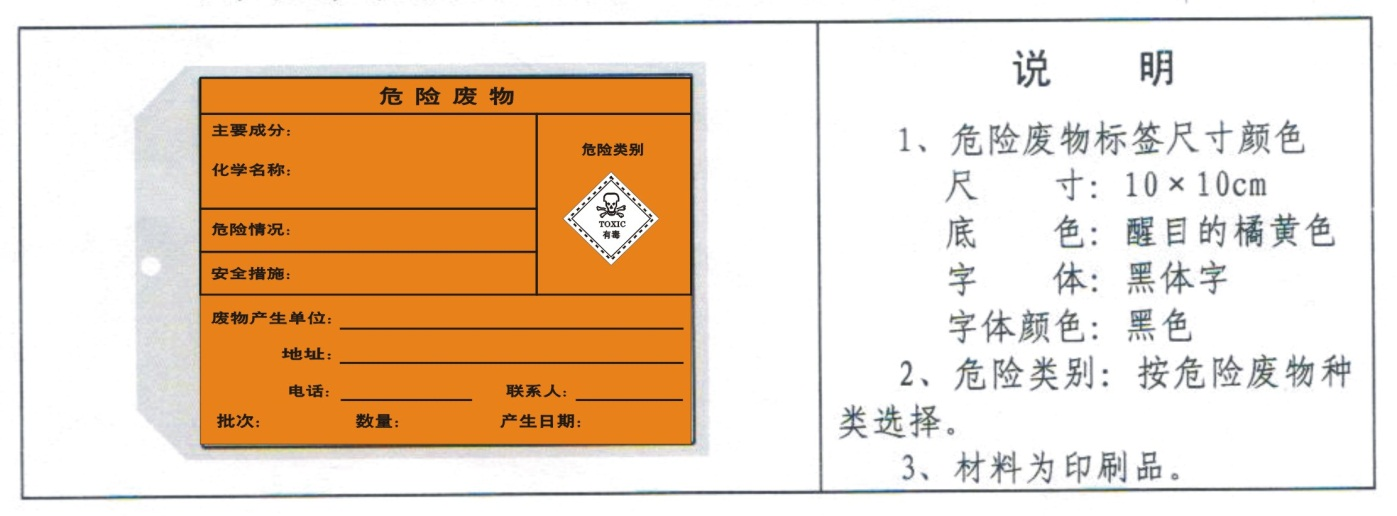 危险废物
主要成分：
化学名称：
危险情况：
安全措施：
危险类别
TOXIC
有毒
废物产生单位：
地址：
电话： 联系人：
批次： 数量： 产生日期：
说 明
1、危险废物标签尺寸颜色
尺 寸：10×10cm
底 色：醒目的橘黄色
字 体：黑体字
字体颜色：黑色
2、危险类别：按危险废物种
类选择。
3、材料为印刷品。